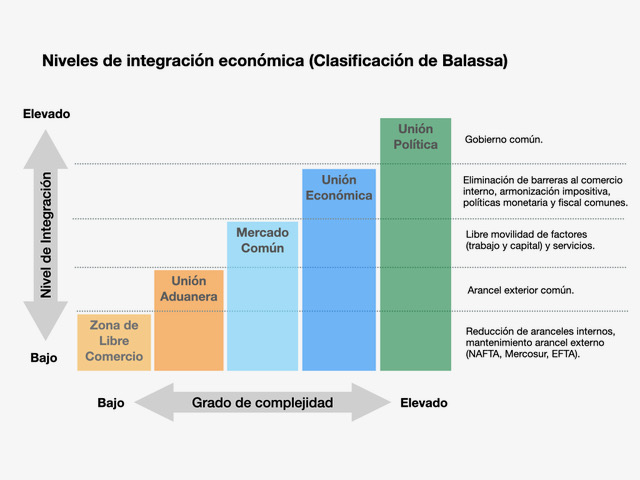 Niveles de integración económica (Clasificación de Balassa)
Elevado
Nivel de Integración
Bajo
Unión
Política
Gobierno común.
Unión
Económica
Eliminación de barreras al comercio
interno, armonización impositiva,
políticas monetaria y fiscal comunes.
Mercado
Común
Libre movilidad de factores
(trabajo y capital) y servicios.
Unión
Aduanera
Arancel exterior común.
Zona de
Libre
Comercio
Reducción de aranceles internos,
mantenimiento arancel externo
(NAFTA, Mercosur, EFTA).
Bajo
Grado de complejidad
Elevado